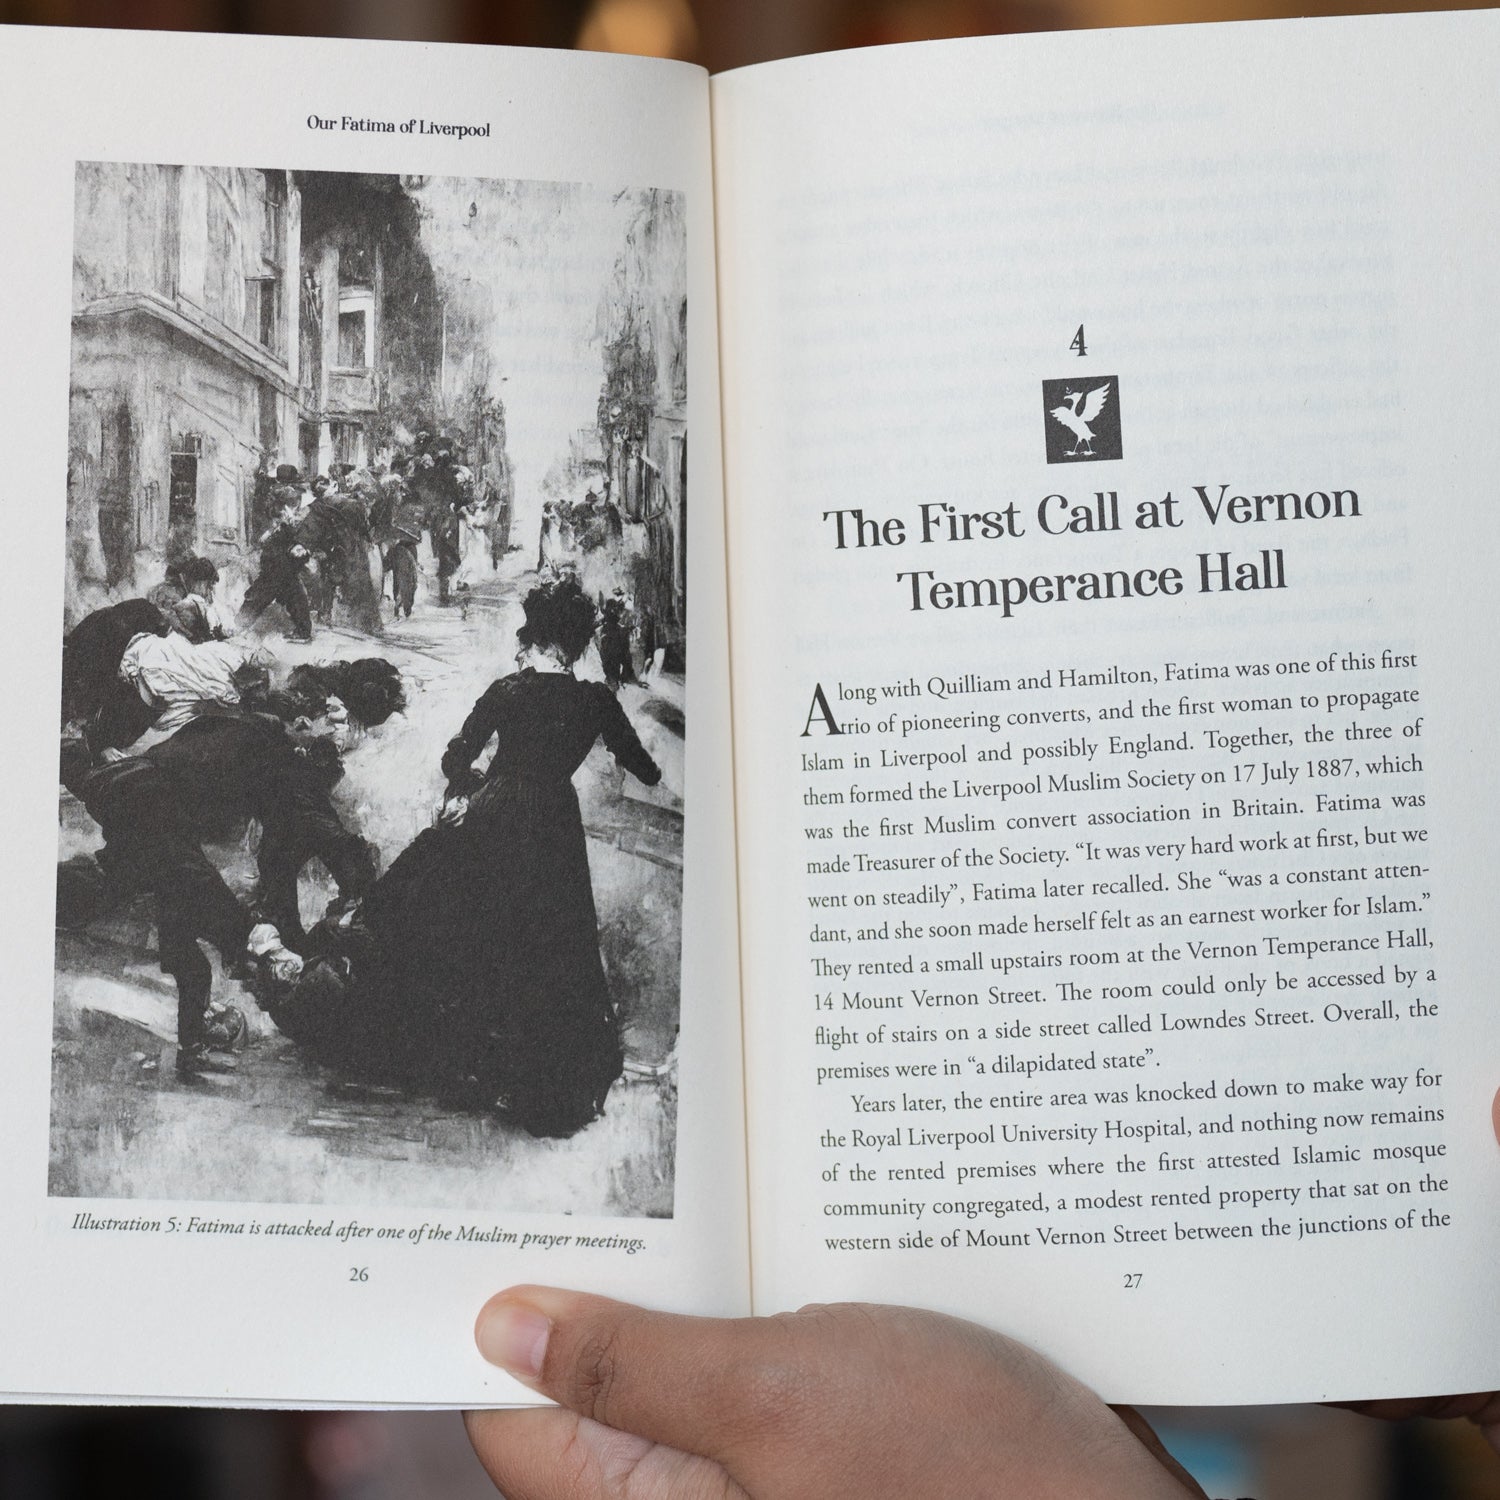 Our Fatima of Liverpool
Illustration 5: Fatima is attacked after one of the Muslim prayer meetings.
26
4
The First Call at Vernon
Temperance Hall
Along with Quilliam and Hamilton, Fatima was one of this first
trio of pioneering converts, and the first woman to propagate
Islam in Liverpool and possibly England. Together, the three of
them formed the Liverpool Muslim Society on 17 July 1887, which
was the first Muslim convert association in Britain. Fatima was
made Treasurer of the Society. “It was very hard work at first, but we
went on steadily”, Fatima later recalled. She “was a constant atten-
dant, and she soon made herself felt as an earnest worker for Islam.”
They rented a small upstairs room at the Vernon Temperance Hall,
14 Mount Vernon Street. The room could only be accessed by a
flight of stairs on a side street called Lowndes Street. Overall, the
premises were in “a dilapidated state”.
Years later, the entire area was knocked down to make way for
the Royal Liverpool University Hospital, and nothing now remains
of the rented premises where the first attested Islamic mosque
community congregated, a modest rented property that sat on the
western side of Mount Vernon Street between the junctions of the
27